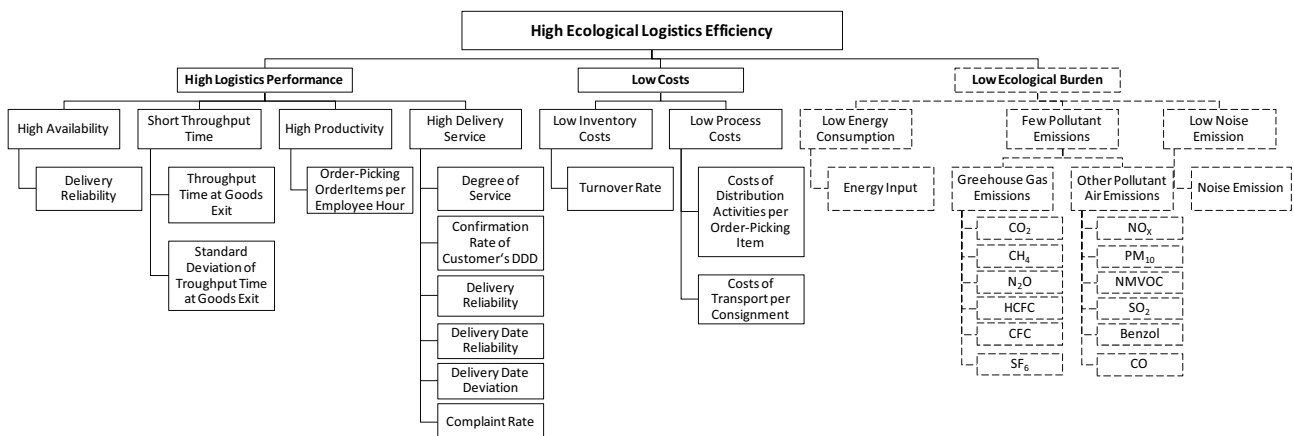 High Ecological Logistics Efficiency
High Logistics Performance
Low Costs
Low Ecological Burden
High Availability
Short Throughput
Time
High Productivity
High Delivery
Service
Low Inventory
Costs
Low Process
Costs
Low Energy
Consumption
Few Pollutant
Emissions
Low Noise
Emission
Delivery
Reliability
Throughput
Time at Goods
Exit
Standard
Deviation of
Troughput Time
at Goods Exit
Order-Picking
OrderItems per
Employee Hour
Degree of
Service
Confirmation
Rate of
Customer‘s DDD
Delivery
Reliability
Delivery Date
Reliability
Delivery Date
Deviation
Complaint Rate
Turnover Rate
Costs of
Distribution
Activities per
Order-Picking
Item
Costs of
Transport per
Consignment
Energy Input
Greehouse Gas
Emissions
CO₂
CH₄
N₂O
HCFC
CFC
SF₆
Other Pollutant
Air Emissions
NOₓ
PM₁₀
NMVOC
SO₂
Benzol
CO
Noise Emission